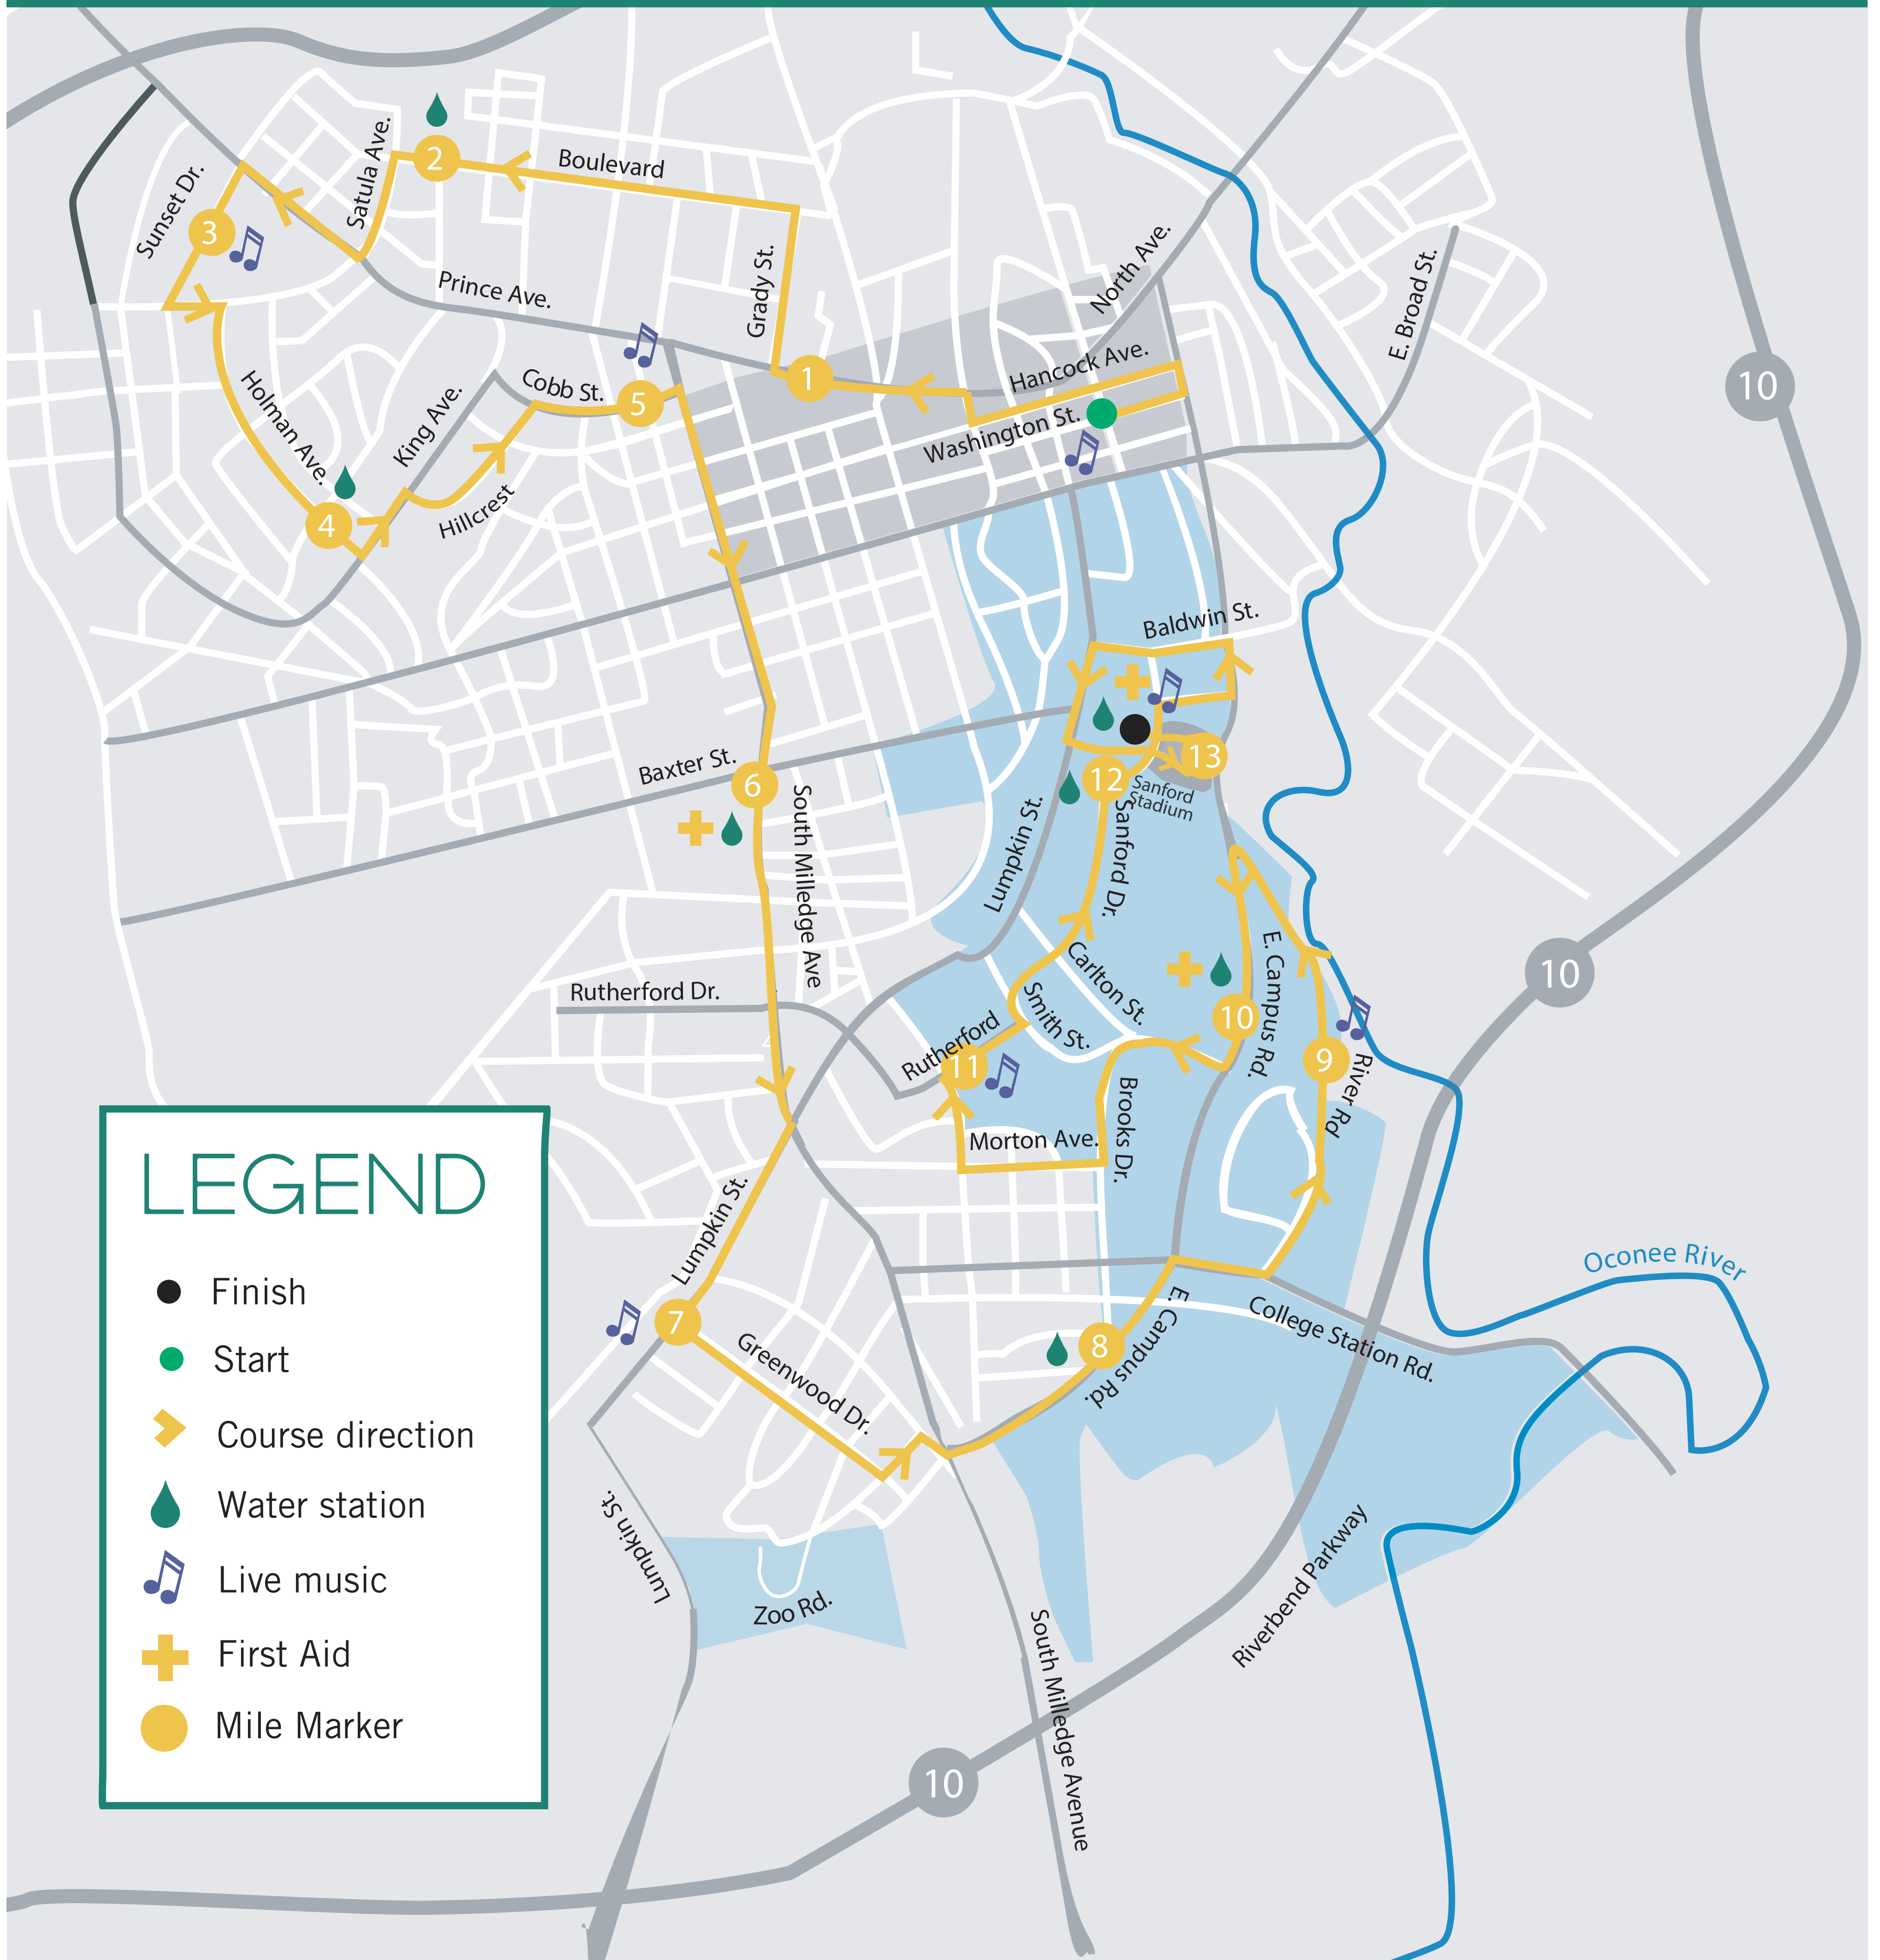 2
Boulevard
Satula Ave.
Sunset Dr.
3
Prince Ave.
Grady St.
North Ave.
E. Broad St.
1
Hancock Ave.
10
Cobb St.
5
Washington St.
Holman Ave.
King Ave.
4
Hillcrest
Baldwin St.
Baxter St.
6
12
13
Sanford
Stadium
South Milledge Ave
Lumpkin St.
Sanford Dr.
Carlton St.
E. Campus Rd.
10
Rutherford Dr.
Smith St.
10
4
Rutherford
11
9
River Rd
Brooks Dr.
Morton Ave.
Lumpkin St.
7
Greenwood Dr.
8
E. Campus Rd.
College Station Rd.
Oconee River
Lumpkin St.
Zoo Rd.
Riverbend Parkway
South Milledge Avenue
10
LEGEND
Finish
Start
Course direction
Water station
Live music
First Aid
Mile Marker